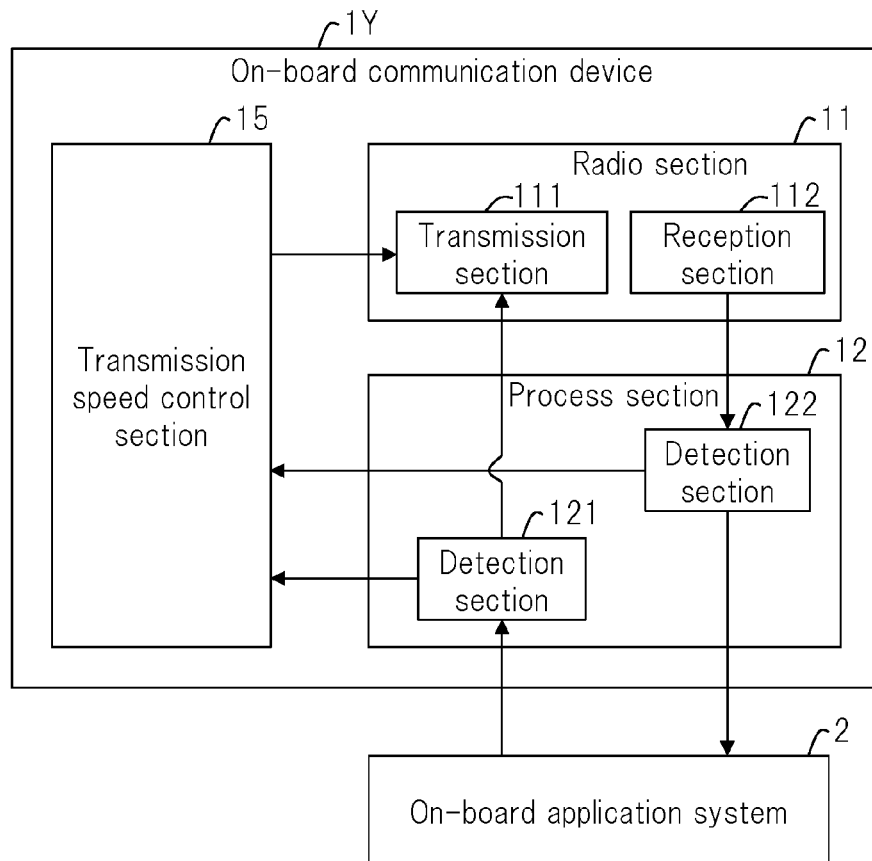 1Y
On-board communication device
15
11
Radio section
111
112
Transmission
section
Reception
section
Transmission
speed control
section
12
Process section
122
Detection
section
121
Detection
section
2
On-board application system